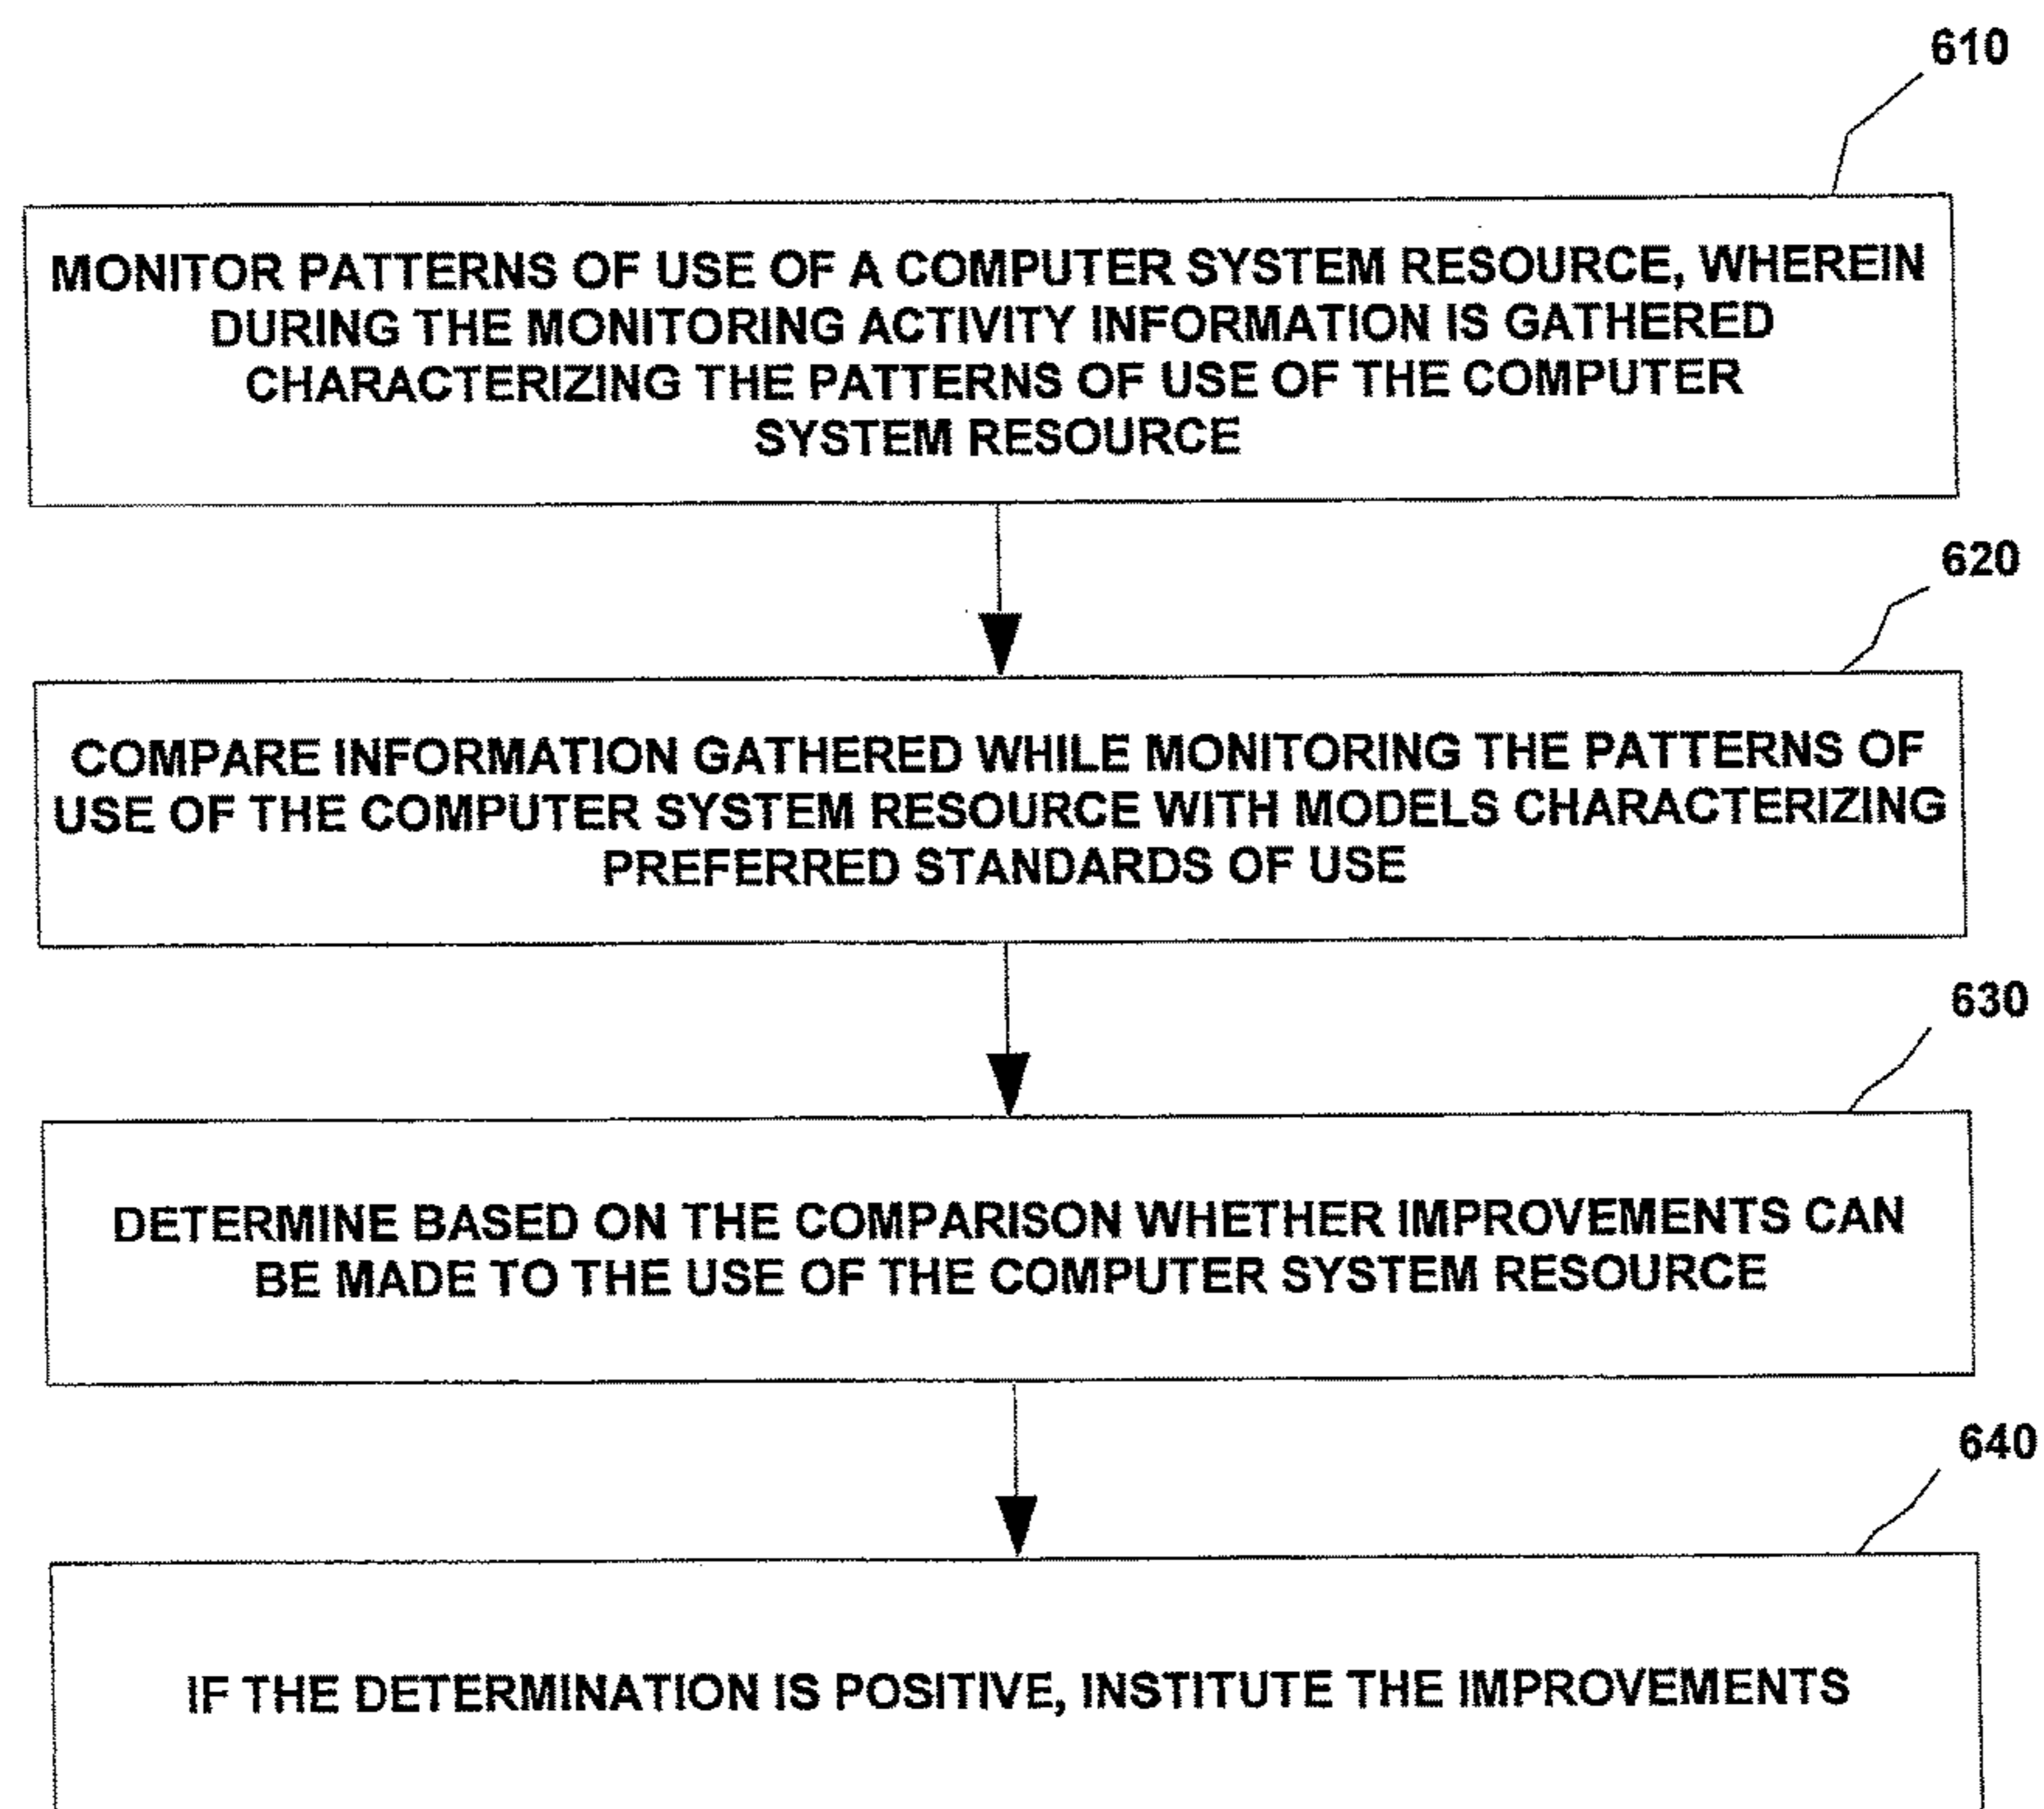 610
MONITOR PATTERNS OF USE OF A COMPUTER SYSTEM RESOURCE, WHEREIN
DURING THE MONITORING ACTIVITY INFORMATION IS GATHERED
CHARACTERIZING THE PATTERNS OF USE OF THE COMPUTER
SYSTEM RESOURCE
620
COMPARE INFORMATION GATHERED WHILE MONITORING THE PATTERNS OF
USE OF THE COMPUTER SYSTEM RESOURCE WITH MODELS CHARACTERIZING
PREFERRED STANDARDS OF USE
630
DETERMINE BASED ON THE COMPARISON WHETHER IMPROVEMENTS CAN
BE MADE TO THE USE OF THE COMPUTER SYSTEM RESOURCE
640
IF THE DETERMINATION IS POSITIVE, INSTITUTE THE IMPROVEMENTS